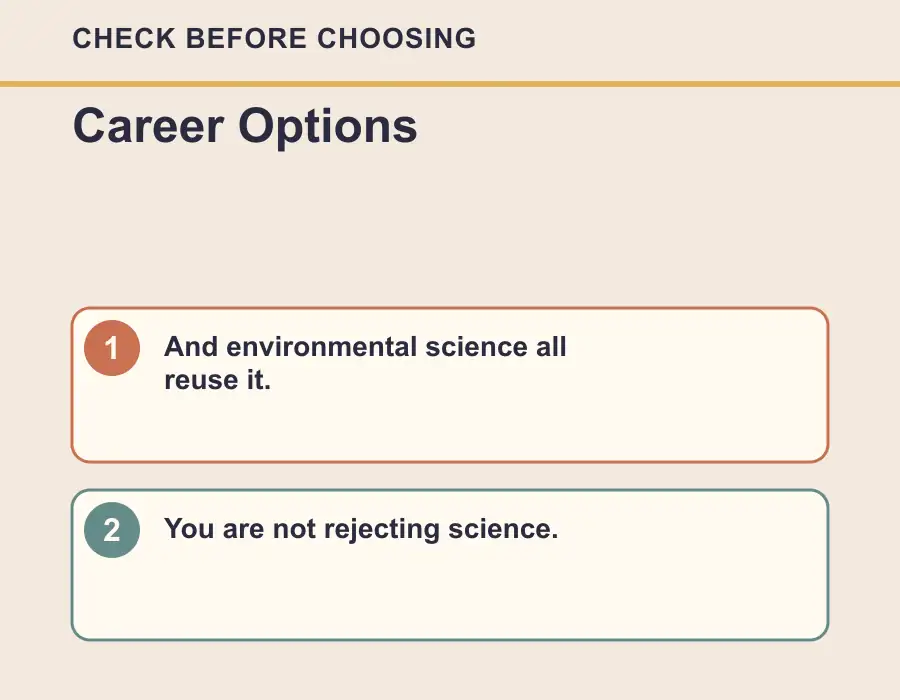 CHECK BEFORE CHOOSING
Career Options
1
And environmental science all
reuse it.
2
You are not rejecting science.